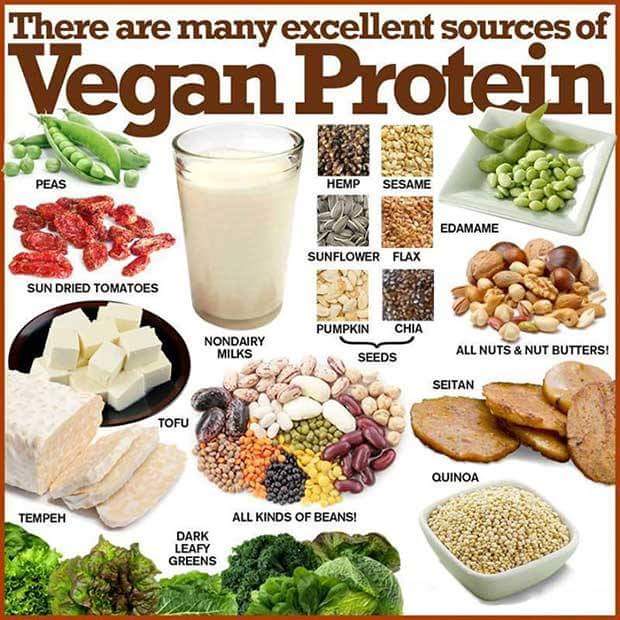 There are many excellent sources of
Vegan Protein
PEAS
HEMP
SESAME
EDAMAME
SUN DRIED TOMATOES
SUNFLOWER
FLAX
PUMPKIN
CHIA
SEEDS
NONDAIRY
MILKS
ALL NUTS & NUT BUTTERS!
TOFU
SEITAN
TEMPEH
ALL KINDS OF BEANS!
QUINOA
DARK
LEAFY
GREENS